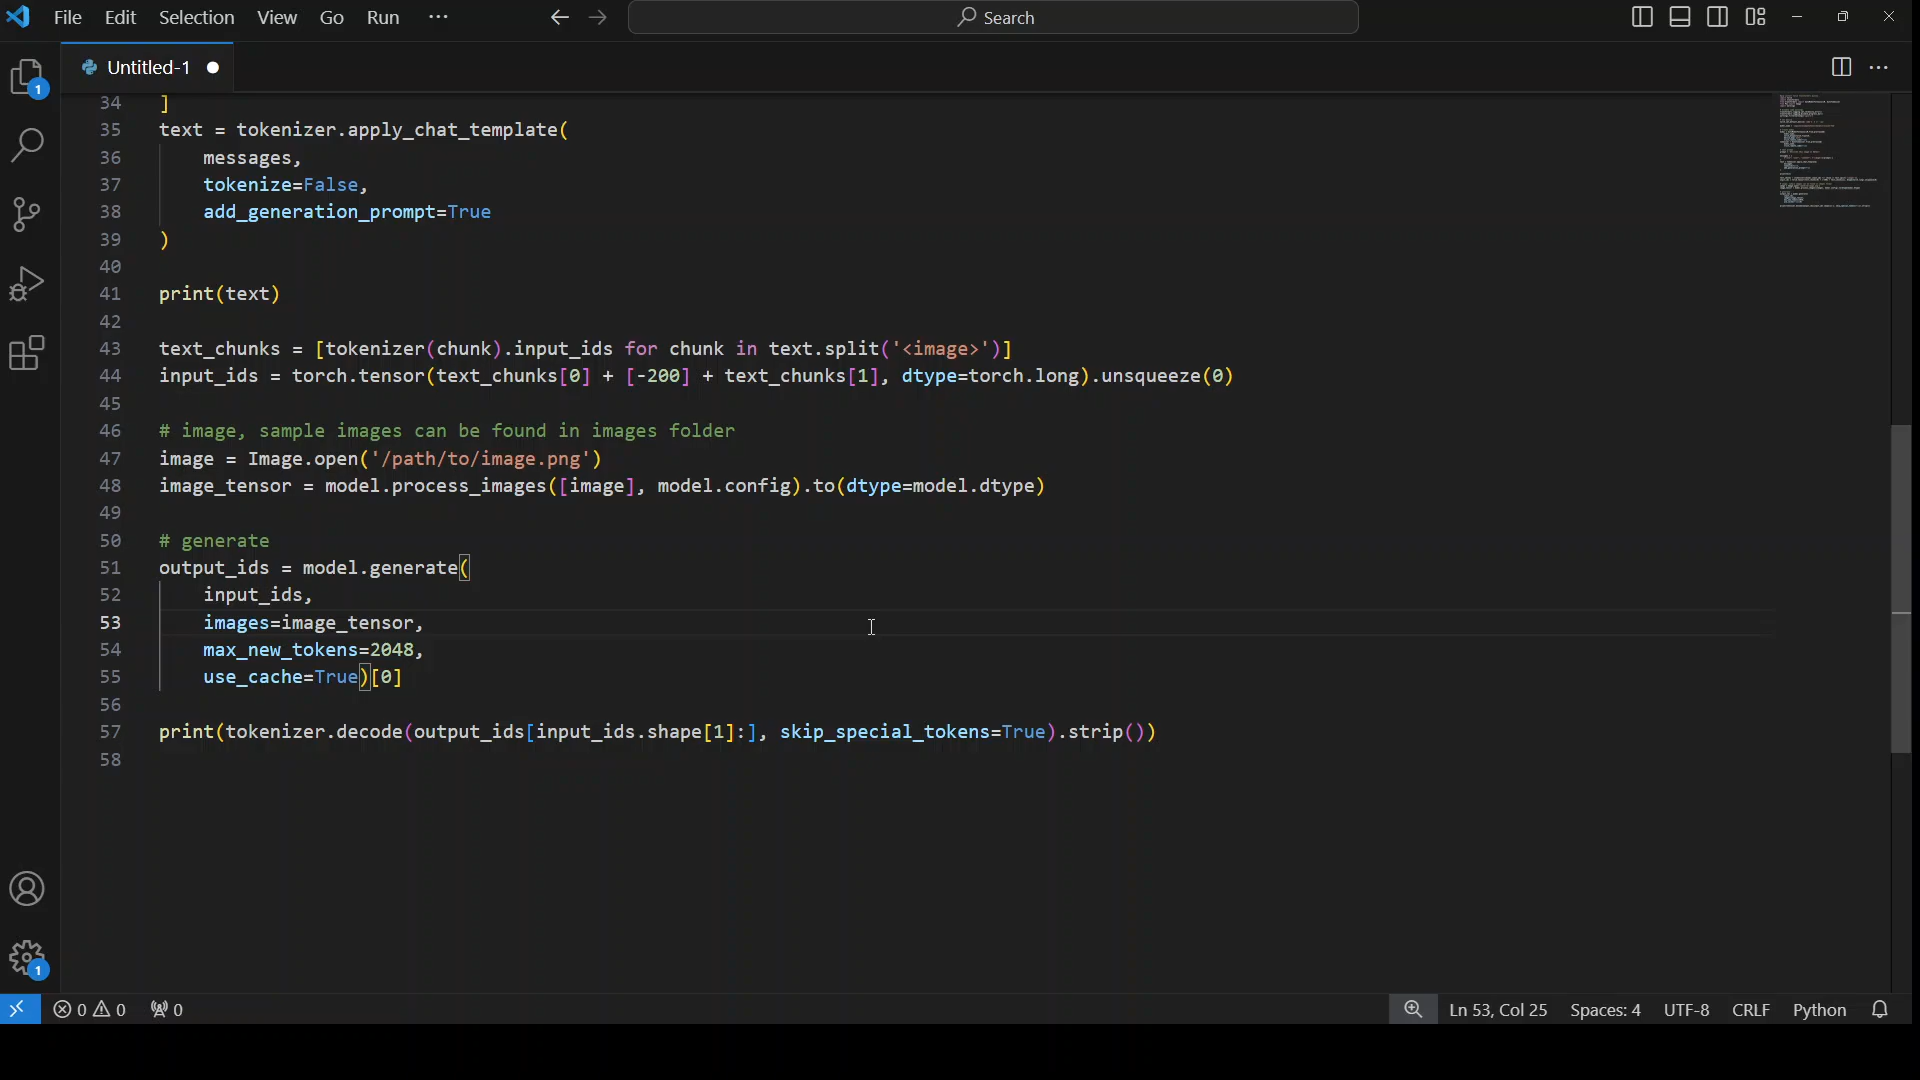 File Edit Selection View Go Run ··· Search
Untitled-1
34 ]
35 text = tokenizer.apply_chat_template(
36     messages,
37     tokenize=False,
38     add_generation_prompt=True
39 )
40
41 print(text)
42
43 text_chunks = [tokenizer(chunk).input_ids for chunk in text.split('<image>')]
44 input_ids = torch.tensor(text_chunks[0] + [-200] + text_chunks[1], dtype=torch.long).unsqueeze(0)
45
46 # image, sample images can be found in images folder
47 image = Image.open('/path/to/image.png')
48 image_tensor = model.process_images([image], model.config).to(dtype=model.dtype)
49
50 # generate
51 output_ids = model.generate(
52     input_ids,
53     images=image_tensor,
54     max_new_tokens=2048,
55     use_cache=True)[0]
56
57 print(tokenizer.decode(output_ids[input_ids.shape[1]:], skip_special_tokens=True).strip())
58
1
1
0 0 0 Ln 53, Col 25 Spaces: 4 UTF-8 CRLF Python